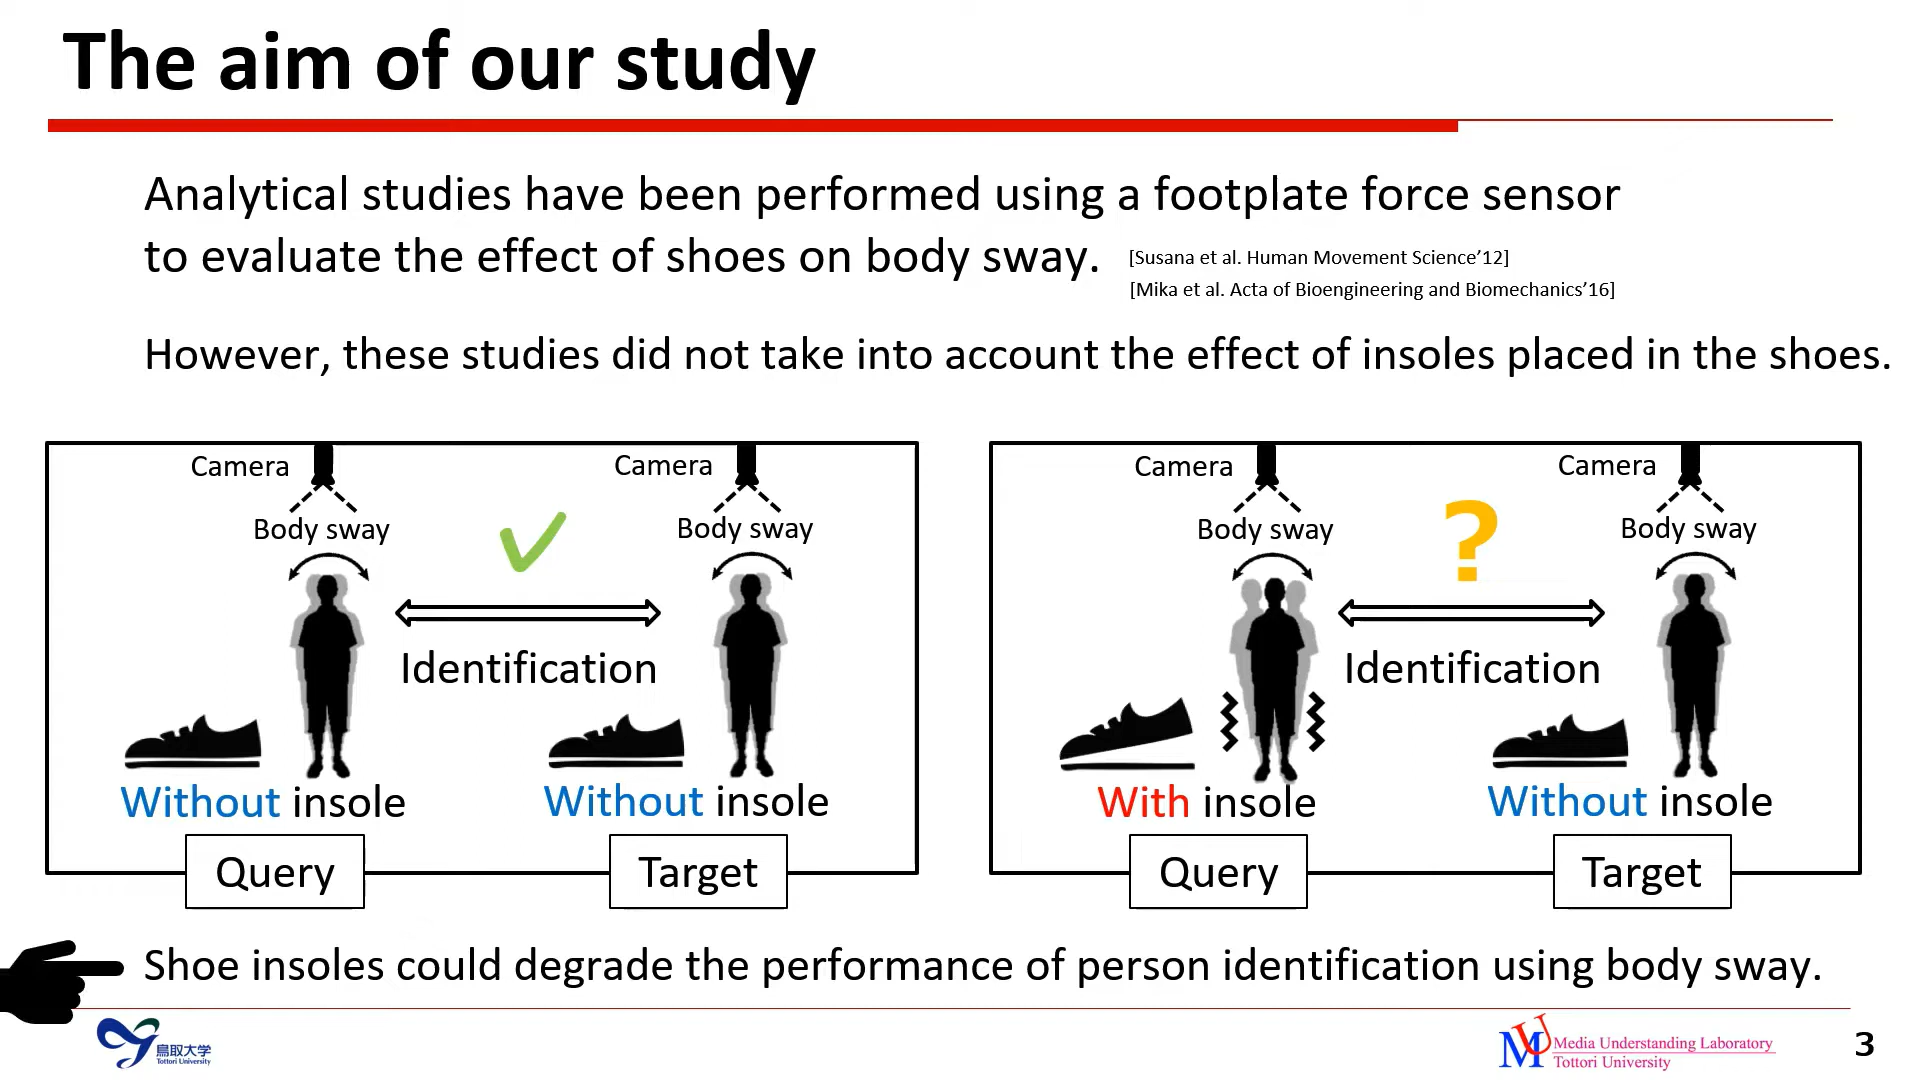 The aim of our study
Analytical studies have been performed using a footplate force sensor
to evaluate the effect of shoes on body sway. [Susana et al. Human Movement Science’12]
[Mika et al. Acta of Bioengineering and Biomechanics’16]
However, these studies did not take into account the effect of insoles placed in the shoes.
Camera
Body sway
Camera
Body sway
Identification
Without insole
Without insole
Query
Target
Camera
Body sway
?
Camera
Body sway
Identification
With insole
Without insole
Query
Target
Shoe insoles could degrade the performance of person identification using body sway.
鳥取大学
Tottori University
MU
Media Understanding Laboratory
Tottori University
3